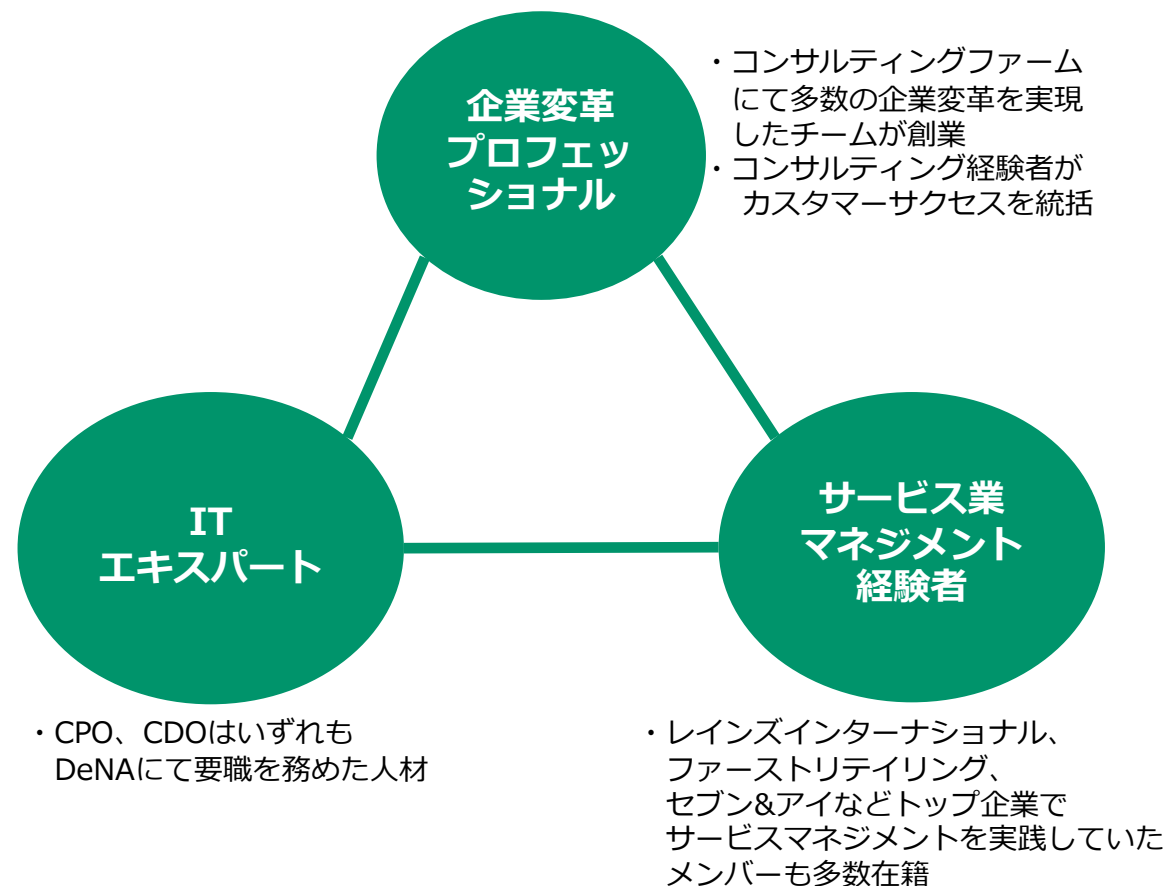 企業変革
プロフェッ
ショナル
・コンサルティングファーム
にて多数の企業変革を実現
したチームが創業
・コンサルティング経験者が
カスタマーサクセスを統括
IT
エキスパート
サービス業
マネジメント
経験者
・CPO、CDOはいずれも
DeNAにて要職を務めた人材
・レインズインターナショナル、
ファーストリテイリング、
セブン&アイなどトップ企業で
サービスマネジメントを実践していた
メンバーも多数在籍